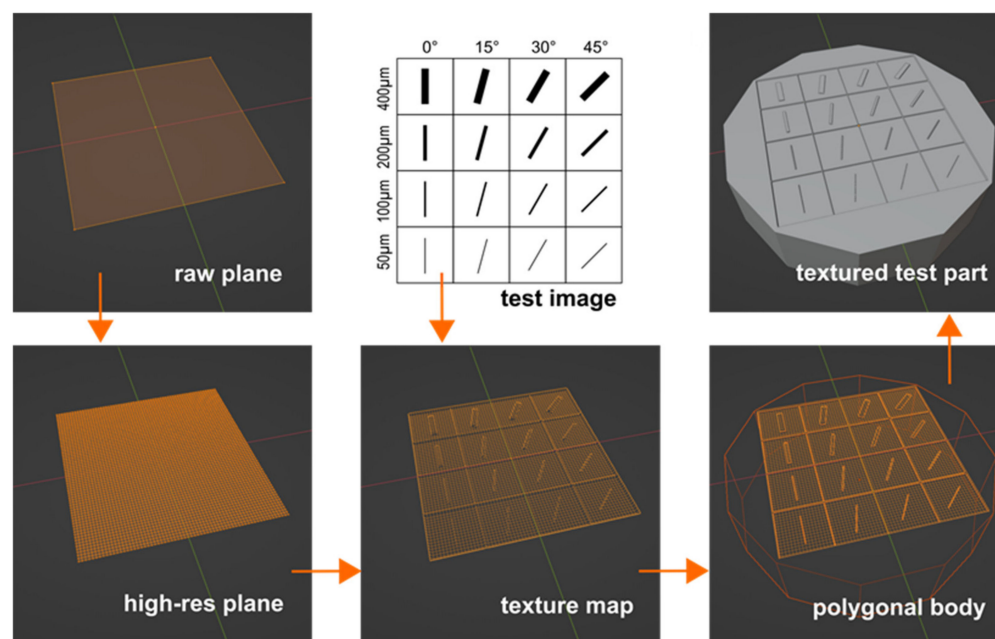 0° 15° 30° 45°
400µm
200µm
100µm
50µm
raw plane
test image
textured test part
high-res plane
texture map
polygonal body